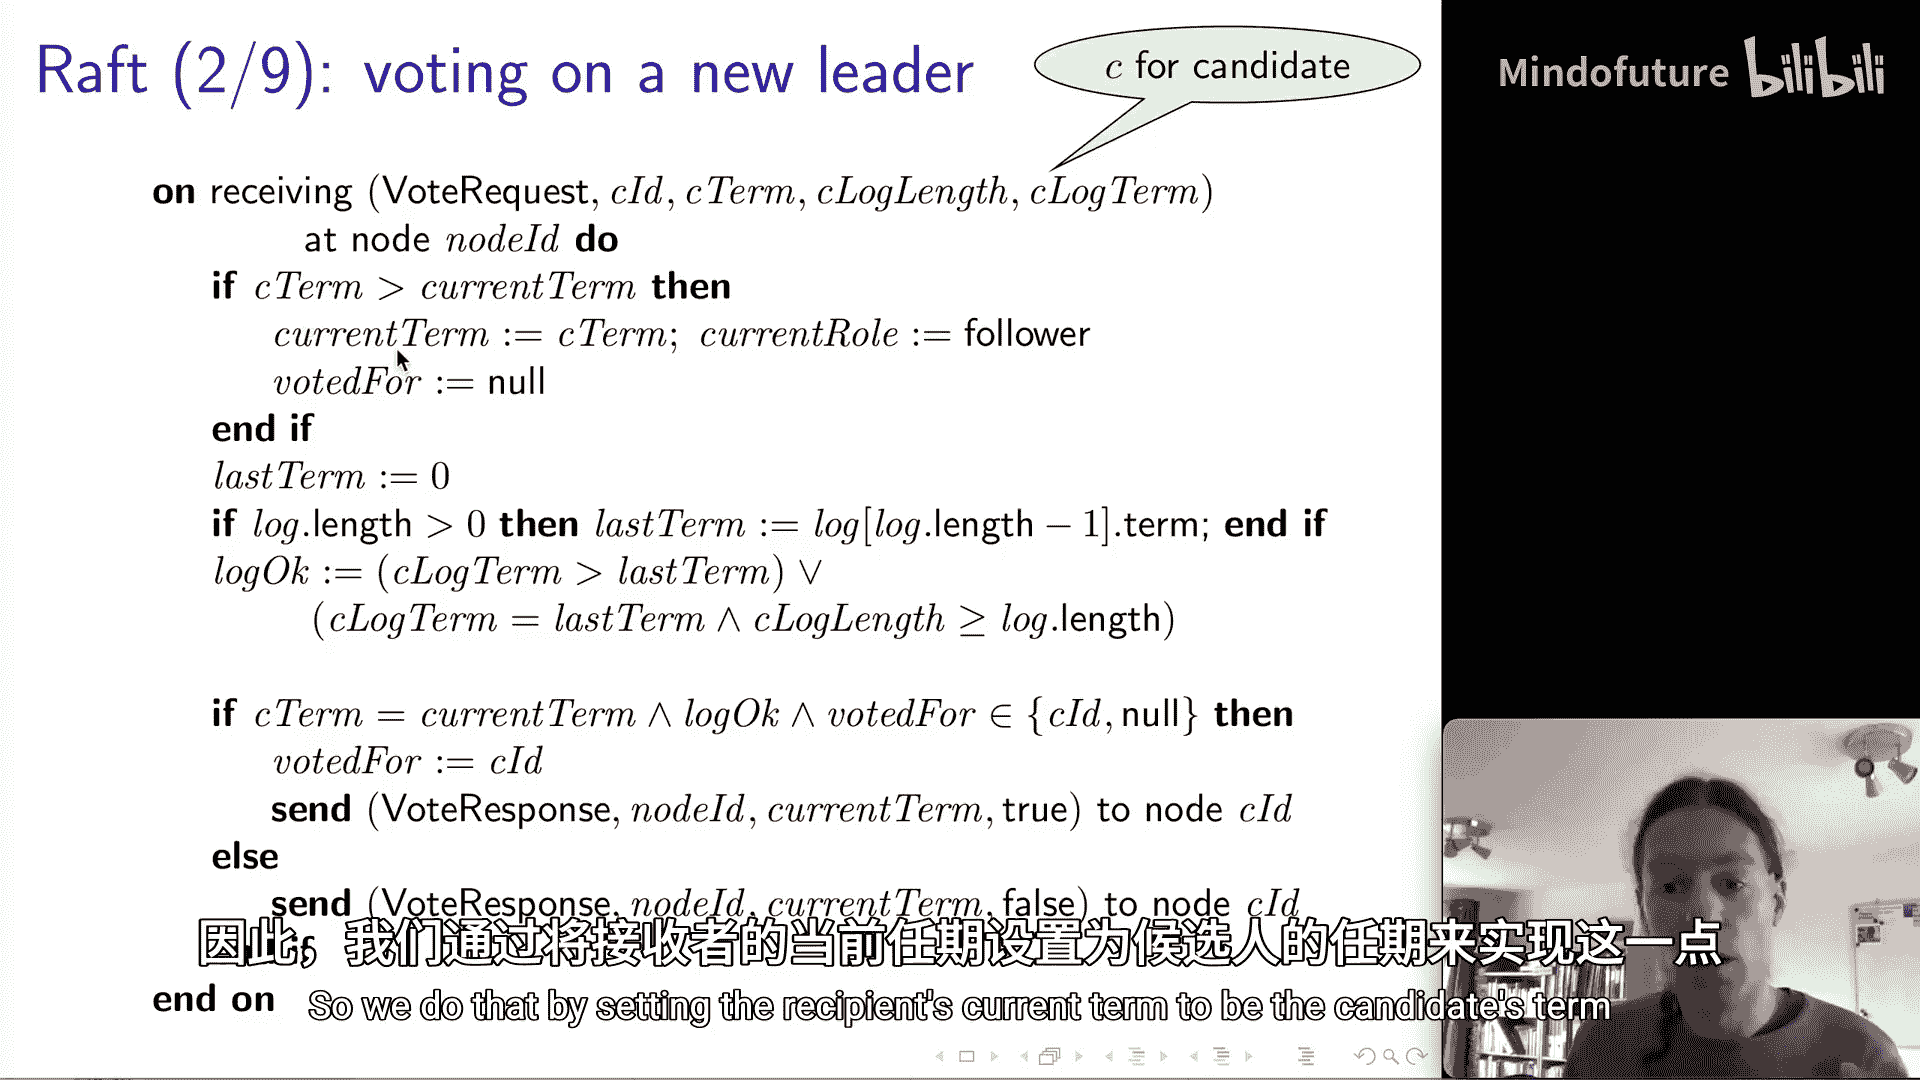 Raft (2/9): voting on a new leader
c for candidate
Mindofuture bilibili
on receiving (VoteRequest, cId, cTerm, cLogLength, cLogTerm)
at node nodeId do
if cTerm > currentTerm then
currentTerm := cTerm; currentRole := follower
votedFor := null
end if
lastTerm := 0
if log.length > 0 then lastTerm := log[log.length − 1].term; end if
logOk := (cLogTerm > lastTerm) ∨
(cLogTerm = lastTerm ∧ cLogLength ≥ log.length)
if cTerm = currentTerm ∧ logOk ∧ votedFor ∈ {cId, null} then
votedFor := cId
send (VoteResponse, nodeId, currentTerm, true) to node cId
else
send (VoteResponse, nodeId, currentTerm, false) to node cId
因此，我们通过将接收者的当前任期设置为候选人的任期来实现这一点
end on
So we do that by setting the recipient's current term to be the candidate's term